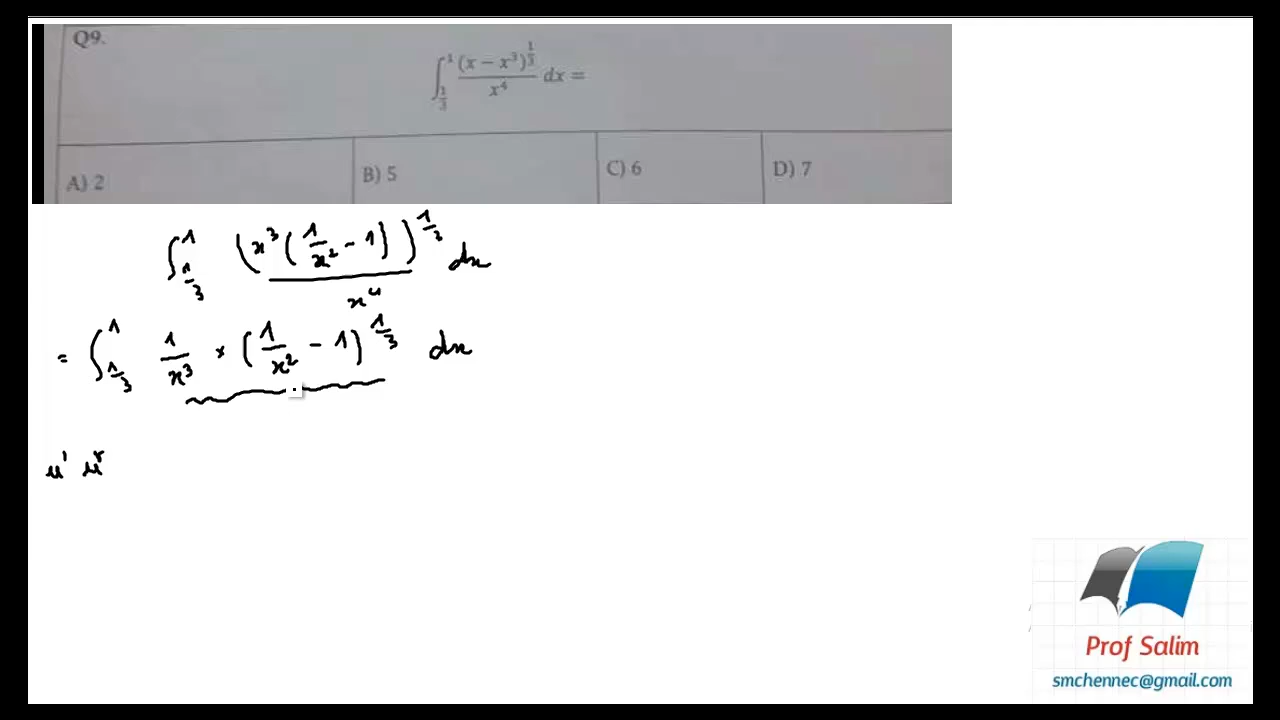 Q9.
∫_{1/3}^{1} (x − x³)^{1/3} / x⁴ dx =
A) 2 B) 5 C) 6 D) 7
∫_{1/3}^{1} (x³(1/x² − 1))^{1/3} / x⁴ dx
= ∫_{1/3}^{1} 1/x³ × (1/x² − 1)^{1/3} dx
u' uʳ
Prof Salim
smchennec@gmail.com